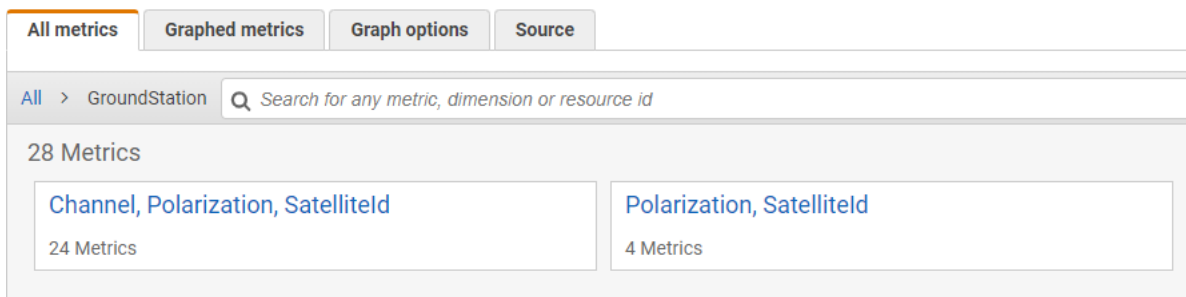 All metrics Graphed metrics Graph options Source
All > GroundStation Search for any metric, dimension or resource id
28 Metrics
Channel, Polarization, SatelliteId Polarization, SatelliteId
24 Metrics 4 Metrics